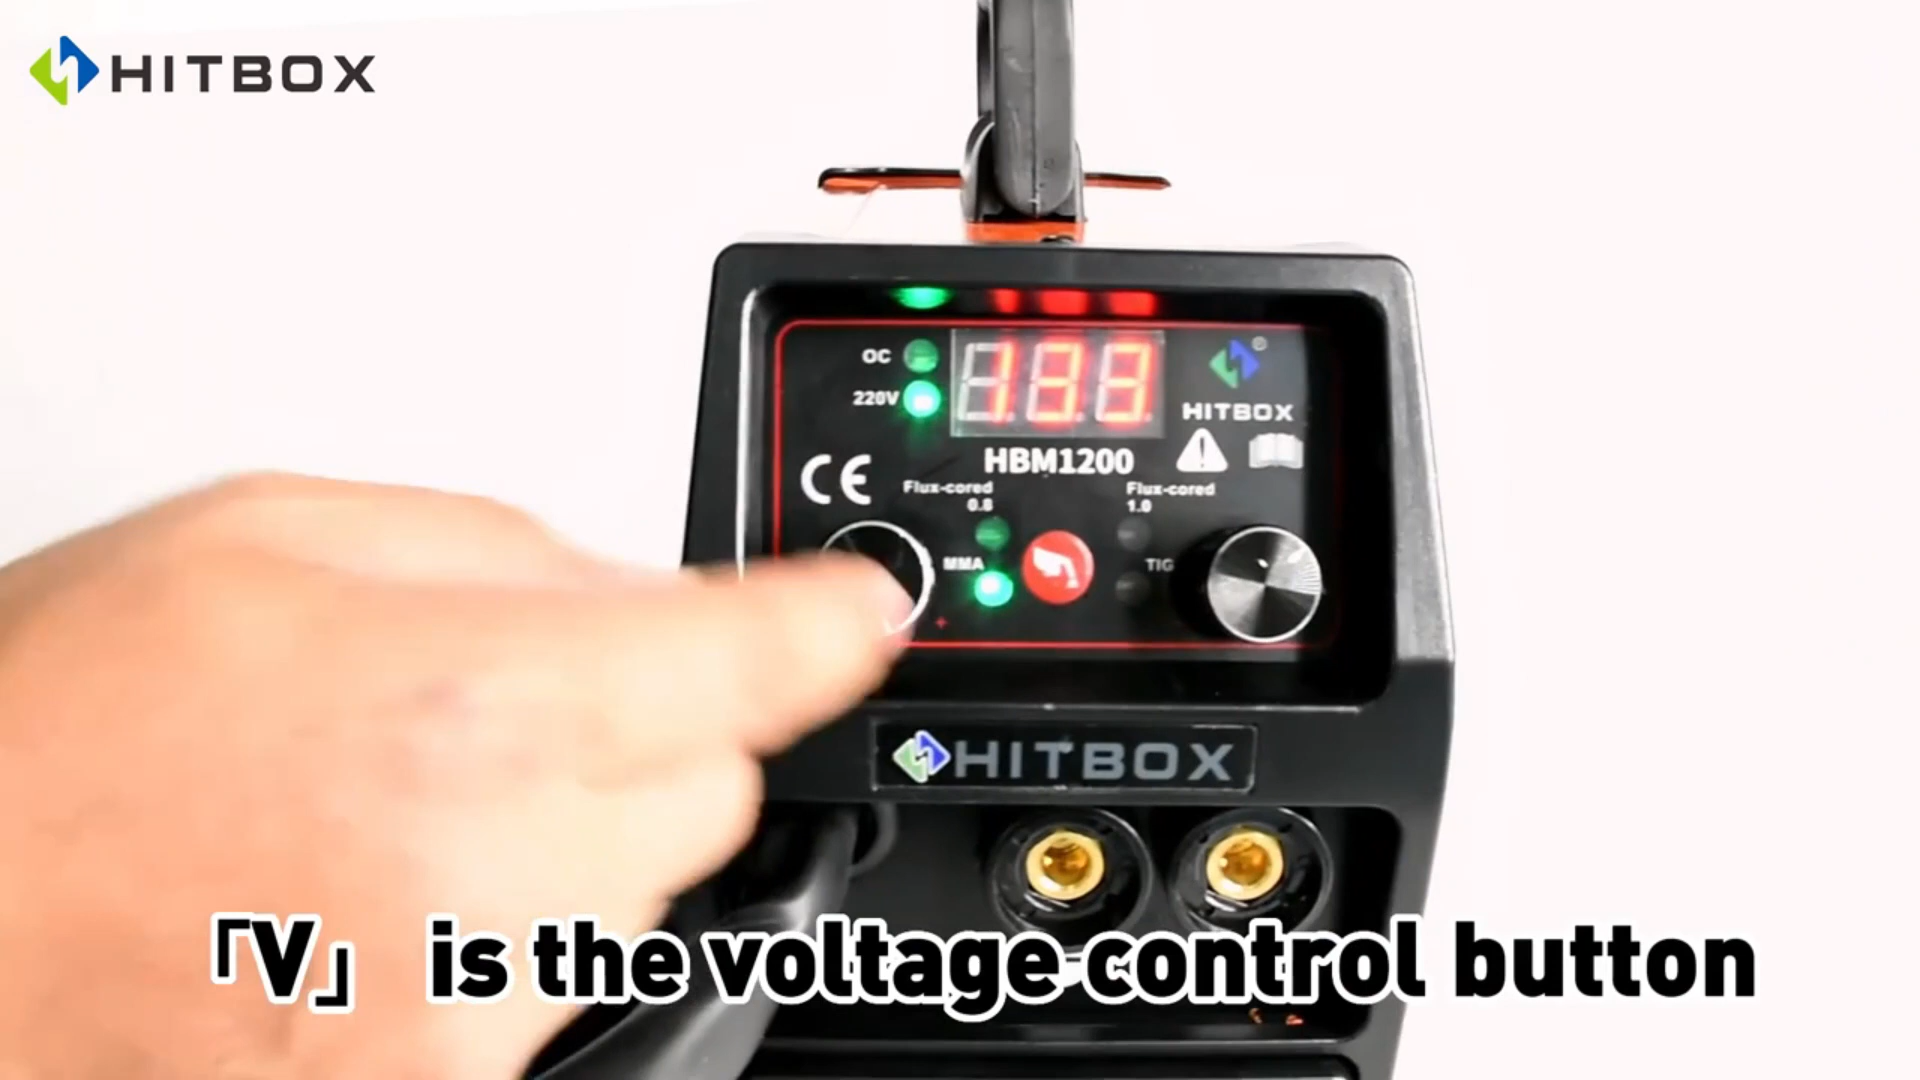 HITBOX
OC
220V
133
HITBOX
HBM1200
CE
Flux-cored
0.8
Flux-cored
1.0
MMA
TIG
+
HITBOX
「V」 is the voltage control button